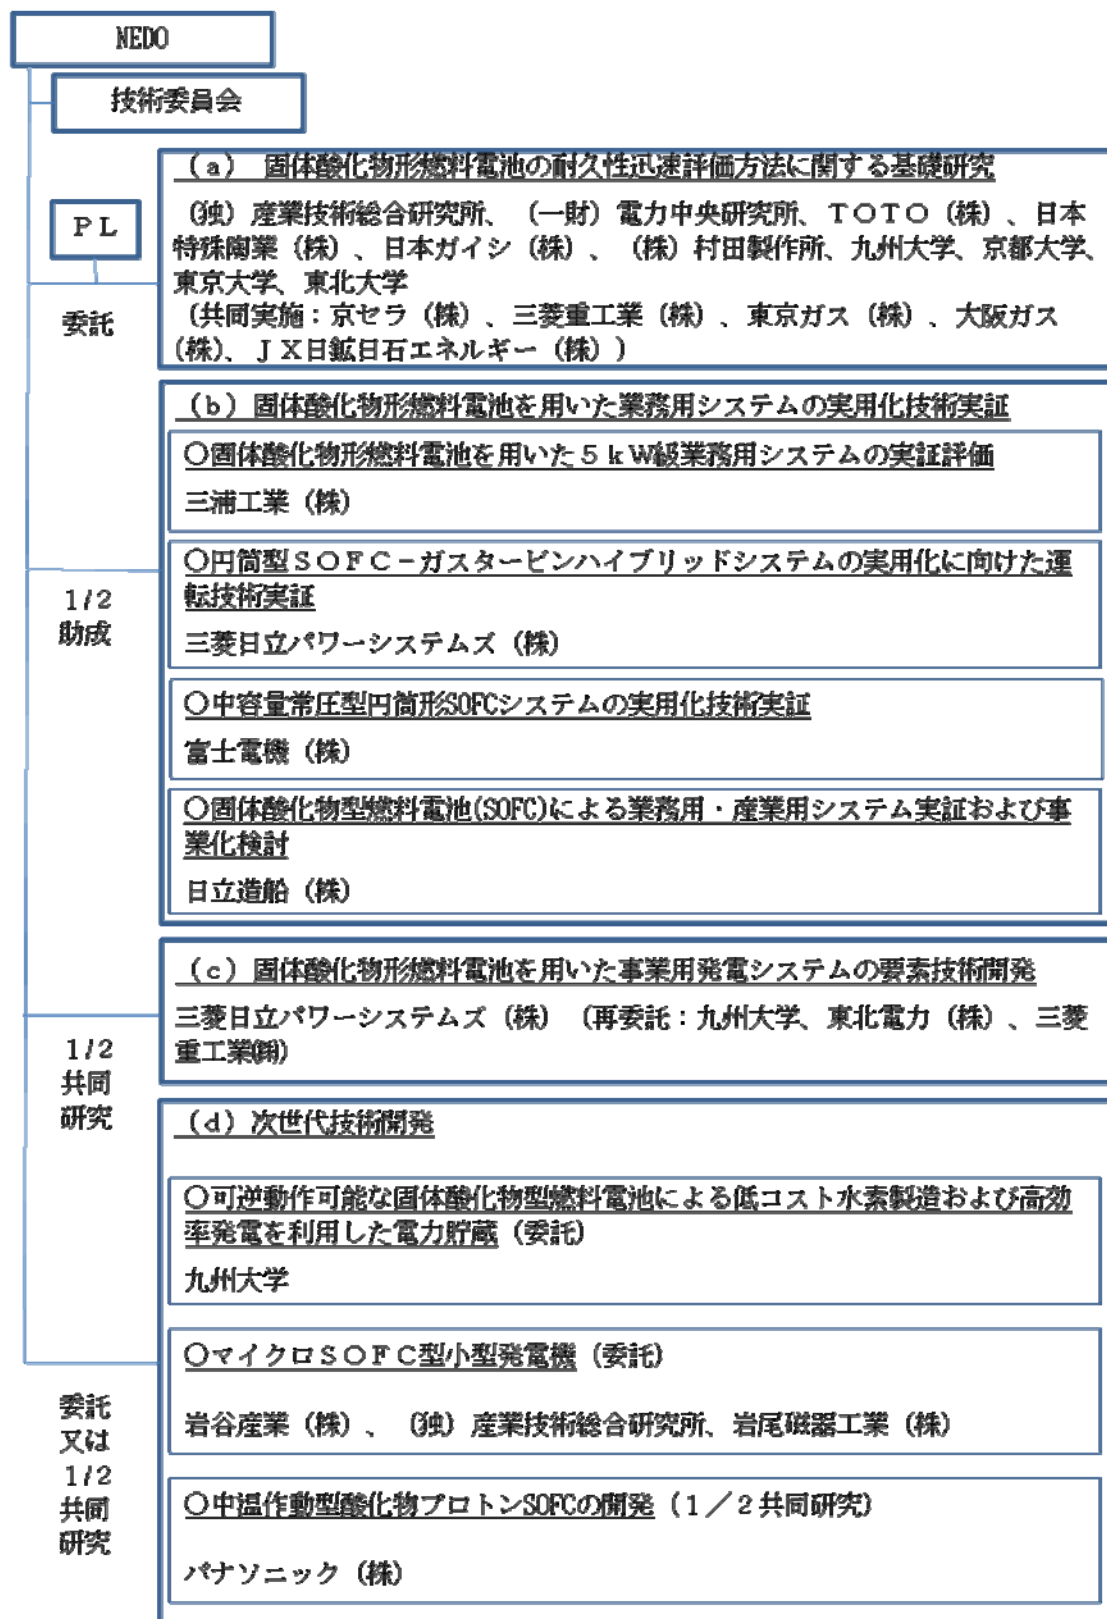 NEDO
技術委員会
PL
委託
(a) 固体酸化物形燃料電池の耐久性迅速評価方法に関する基礎研究
(独)産業技術総合研究所、(一財)電力中央研究所、TOTO(株)、日本
特殊陶業(株)、日本ガイシ(株)、(株)村田製作所、九州大学、京都大学、
東京大学、東北大学
(共同実施:京セラ(株)、三菱重工業(株)、東京ガス(株)、大阪ガス
(株)、JX日鉱日石エネルギー(株))
1/2
助成
(b)固体酸化物形燃料電池を用いた業務用システムの実用化技術実証
○固体酸化物形燃料電池を用いた5kW級業務用システムの実証評価
三浦工業(株)
○円筒型SOFC-ガスタービンハイブリッドシステムの実用化に向けた運
転技術実証
三菱日立パワーシステムズ(株)
○中容量常圧型円筒形SOFCシステムの実用化技術実証
富士電機(株)
○固体酸化物型燃料電池(SOFC)による業務用・産業用システム実証および事
業化検討
日立造船(株)
1/2
共同
研究
(c)固体酸化物形燃料電池を用いた事業用発電システムの要素技術開発
三菱日立パワーシステムズ(株)(再委託:九州大学、東北電力(株)、三菱
重工業㈱)
委託
又は
1/2
共同
研究
(d)次世代技術開発
○可逆動作可能な固体酸化物型燃料電池による低コスト水素製造および高効
率発電を利用した電力貯蔵(委託)
九州大学
○マイクロSOFC型小型発電機(委託)
岩谷産業(株)、(独)産業技術総合研究所、岩尾磁器工業(株)
○中温作動型酸化物プロトンSOFCの開発(1/2共同研究)
パナソニック(株)